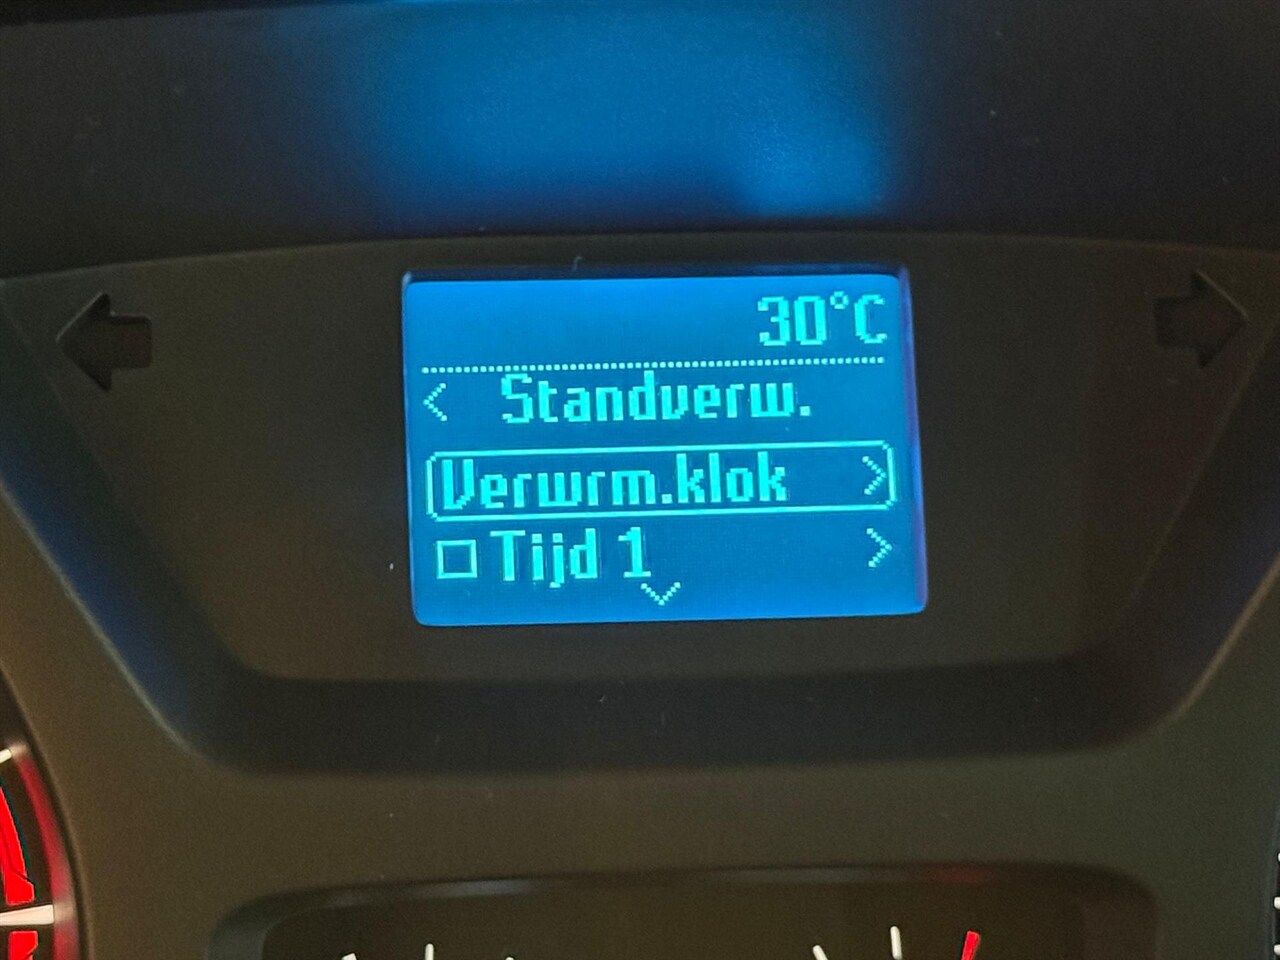 30°C
< Standverw.
Verwrm.klok >
□ Tijd 1 >